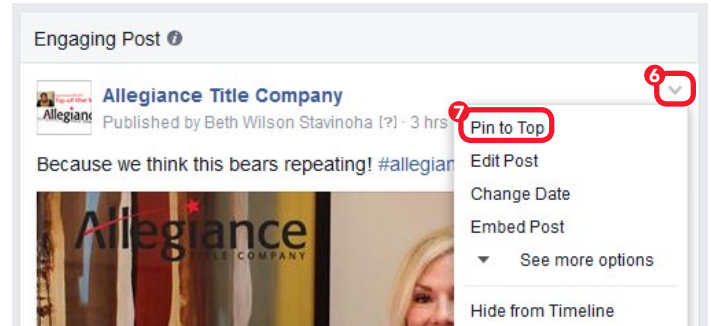 Engaging Post
6
Allegiance Title Company
Published by Beth Wilson Stavinoha [?] · 3 hrs
7
Pin to Top
Because we think this bears repeating! #allegian
Edit Post
Change Date
Embed Post
See more options
Hide from Timeline
Allegiance
TITLE COMPANY
Allegian